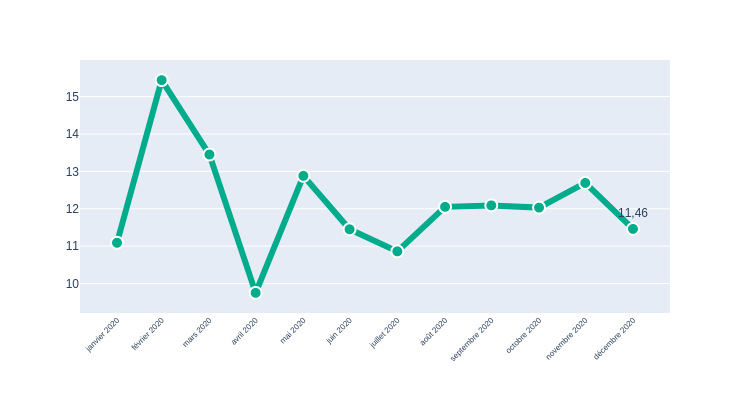 15
14
13
12
11
10
11,46
janvier 2020
février 2020
mars 2020
avril 2020
mai 2020
juin 2020
juillet 2020
août 2020
septembre 2020
octobre 2020
novembre 2020
décembre 2020